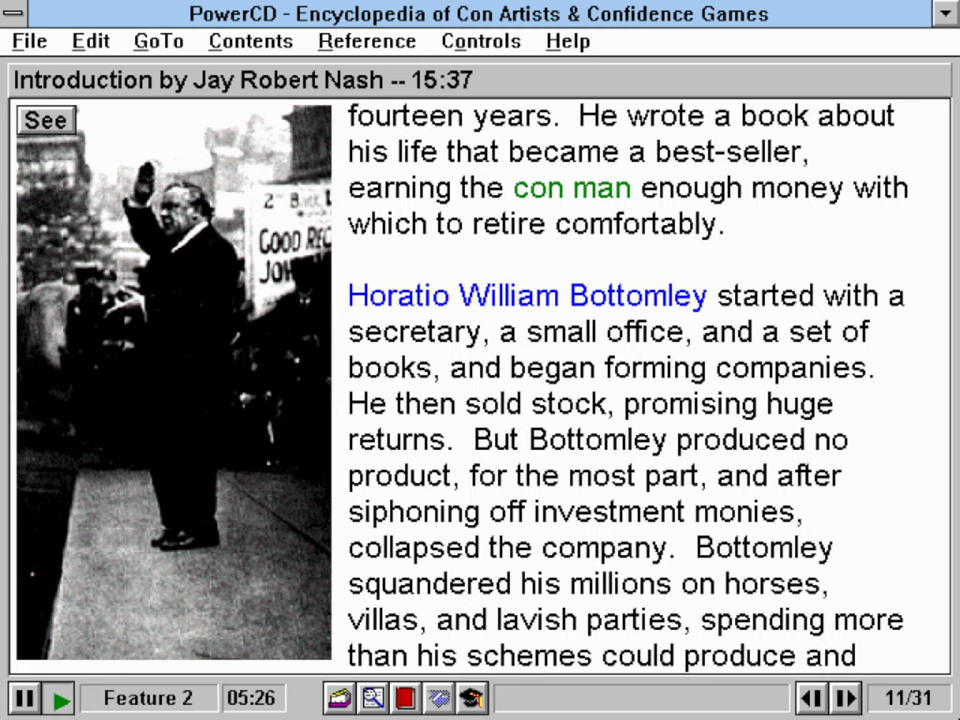 PowerCD - Encyclopedia of Con Artists & Confidence Games
File Edit GoTo Contents Reference Controls Help
Introduction by Jay Robert Nash -- 15:37
See
GOOD
fourteen years. He wrote a book about
his life that became a best-seller,
earning the con man enough money with
which to retire comfortably.
Horatio William Bottomley started with a
secretary, a small office, and a set of
books, and began forming companies.
He then sold stock, promising huge
returns. But Bottomley produced no
product, for the most part, and after
siphoning off investment monies,
collapsed the company. Bottomley
squandered his millions on horses,
villas, and lavish parties, spending more
than his schemes could produce and
Feature 2 05:26 11/31